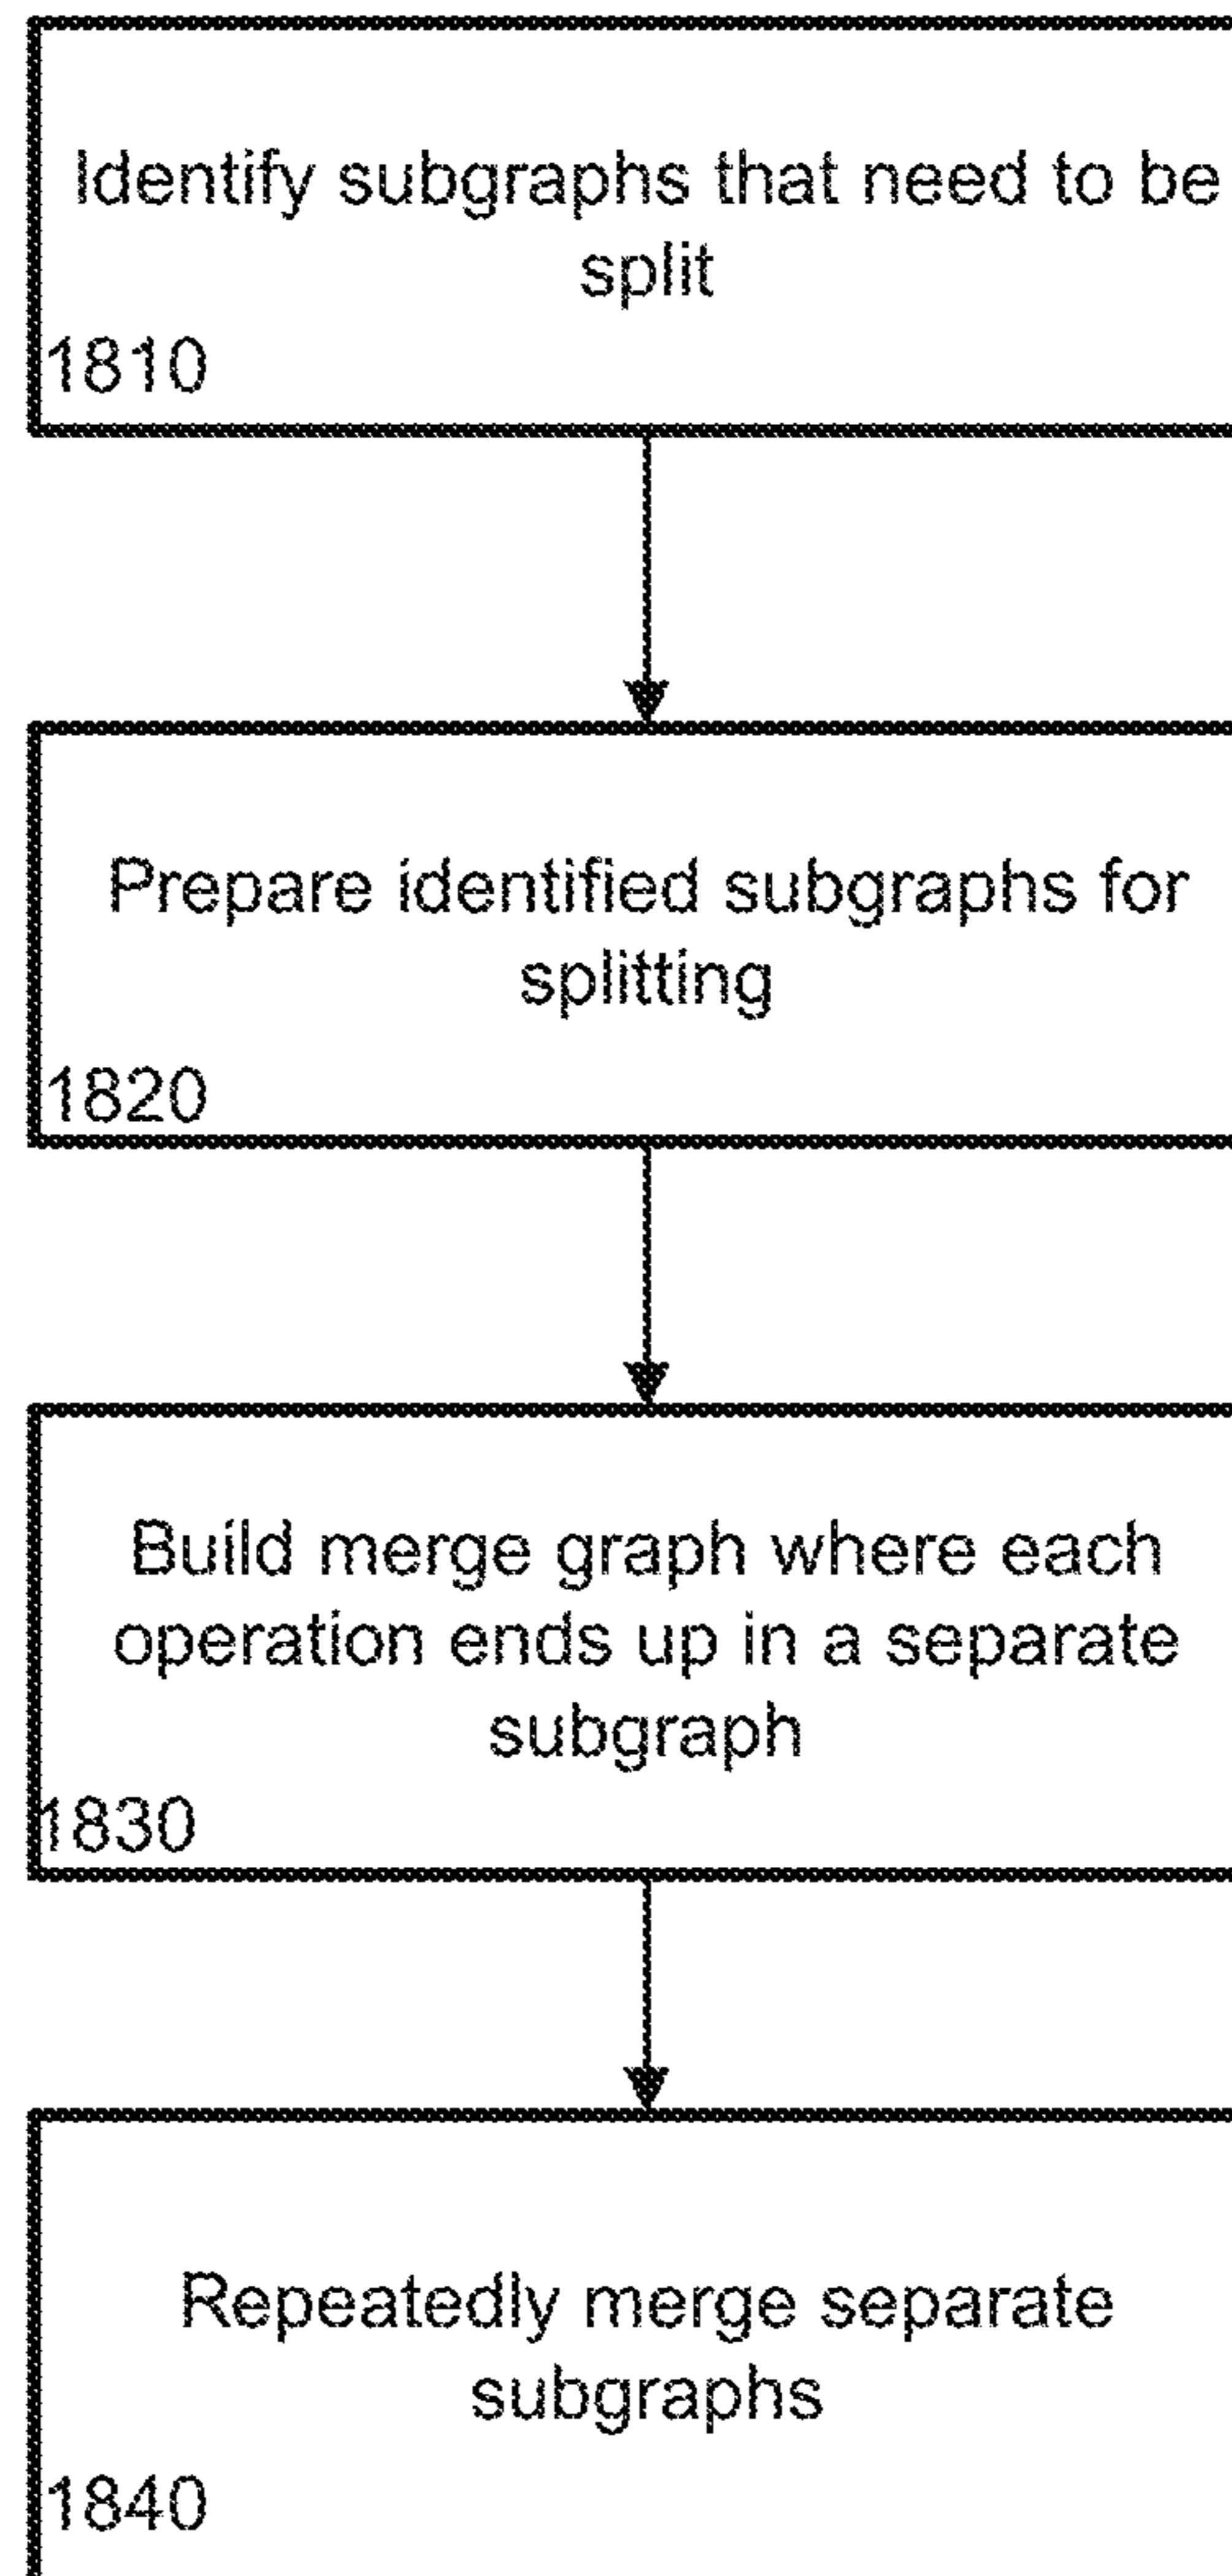 Identify subgraphs that need to be
split
1810
Prepare identified subgraphs for
splitting
1820
Build merge graph where each
operation ends up in a separate
subgraph
1830
Repeatedly merge separate
subgraphs
1840